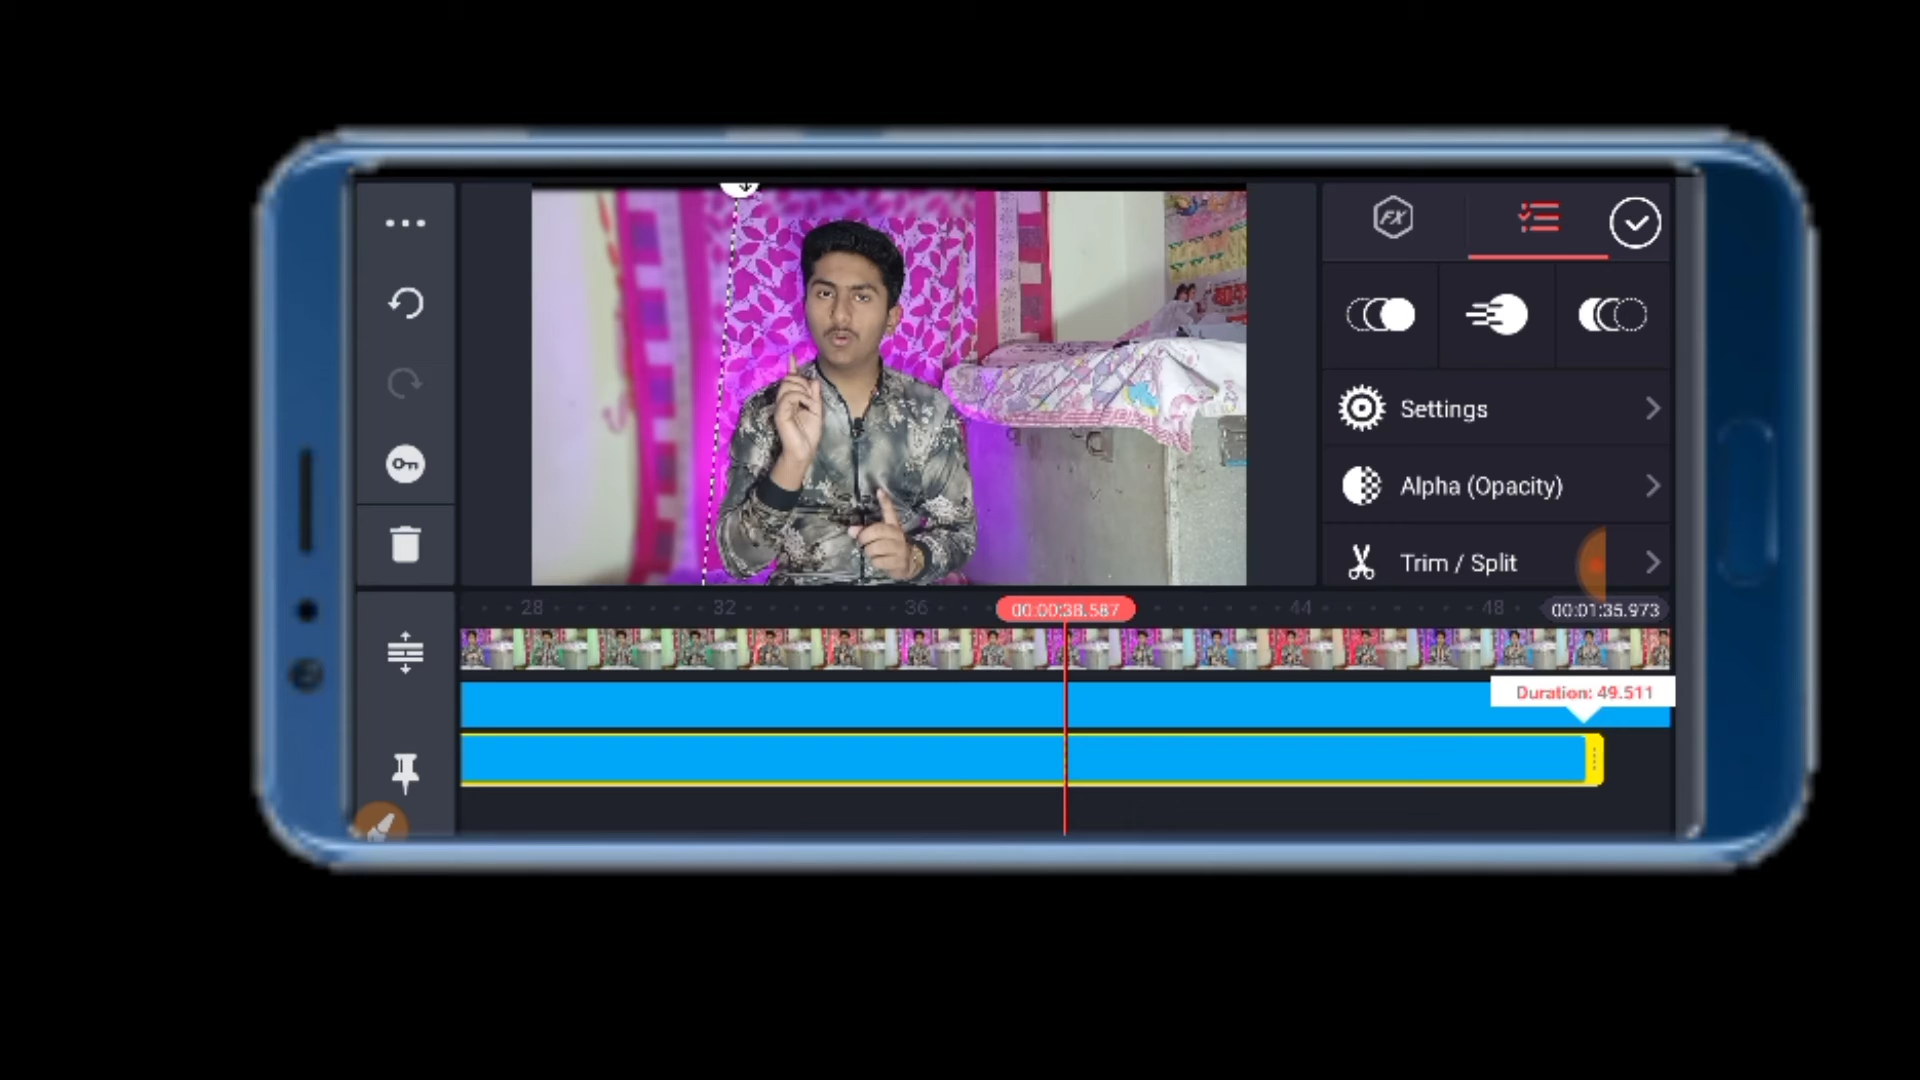 FX
Settings
Alpha (Opacity)
Trim / Split
28
32
36
00:00:38.587
44
48
00:01:35.973
Duration: 49.511